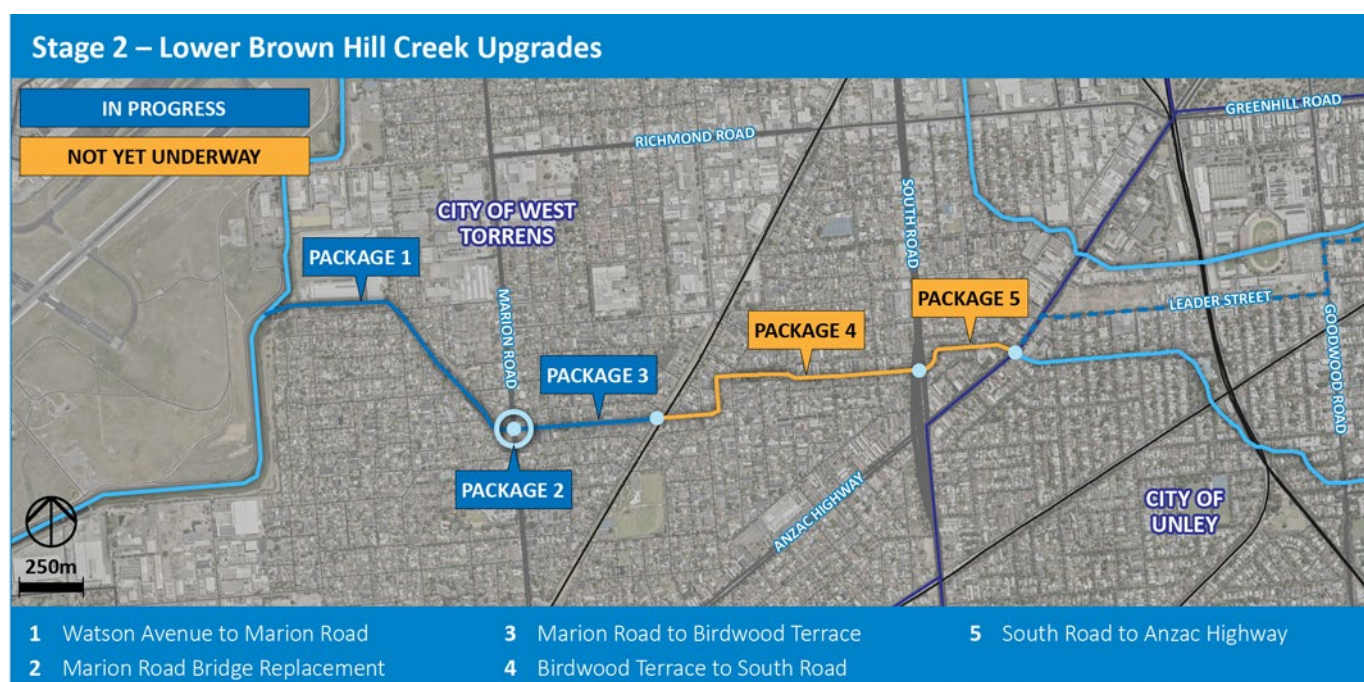 Stage 2 – Lower Brown Hill Creek Upgrades
IN PROGRESS
NOT YET UNDERWAY
GREENHILL ROAD
RICHMOND ROAD
CITY OF WEST
TORRENS
SOUTH ROAD
PACKAGE 1
MARION ROAD
PACKAGE 5
LEADER STREET
GOODWOOD ROAD
PACKAGE 4
PACKAGE 3
PACKAGE 2
ANZAC HIGHWAY
CITY OF
UNLEY
250m
1 Watson Avenue to Marion Road
2 Marion Road Bridge Replacement
3 Marion Road to Birdwood Terrace
4 Birdwood Terrace to South Road
5 South Road to Anzac Highway